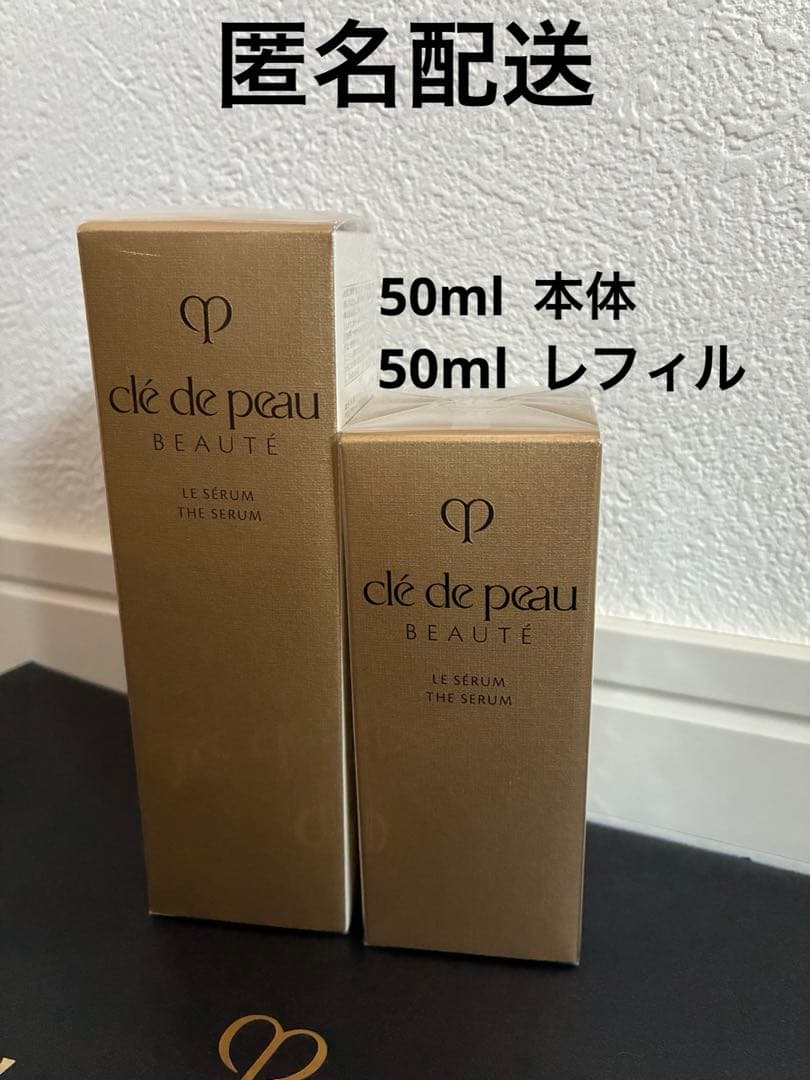 匿名配送
50ml 本体
50ml レフィル
clé de peau
BEAUTÉ
LE SÉRUM
THE SERUM
clé de peau
BEAUTÉ
LE SÉRUM
THE SERUM